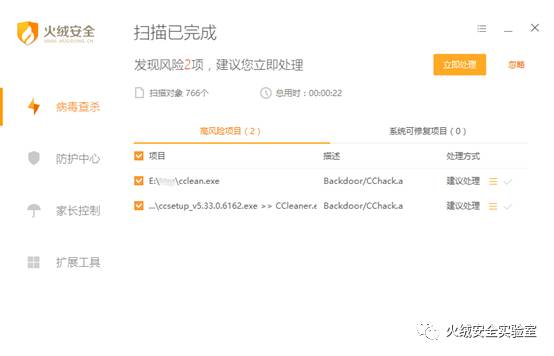 火绒安全
WWW.HUORONG.CN
扫描已完成
发现风险2项，建议您立即处理
立即处理
忽略
扫描对象 766个
总用时：00:00:22
病毒查杀
高风险项目（2）
系统可修复项目（0）
项目
描述
处理方式
防护中心
E:\
\cclean.exe
Backdoor/CChack.a
建议处理
...\ccsetup_v5.33.0.6162.exe >> CCleaner.e
Backdoor/CChack.a
建议处理
家长控制
扩展工具
火绒安全实验室